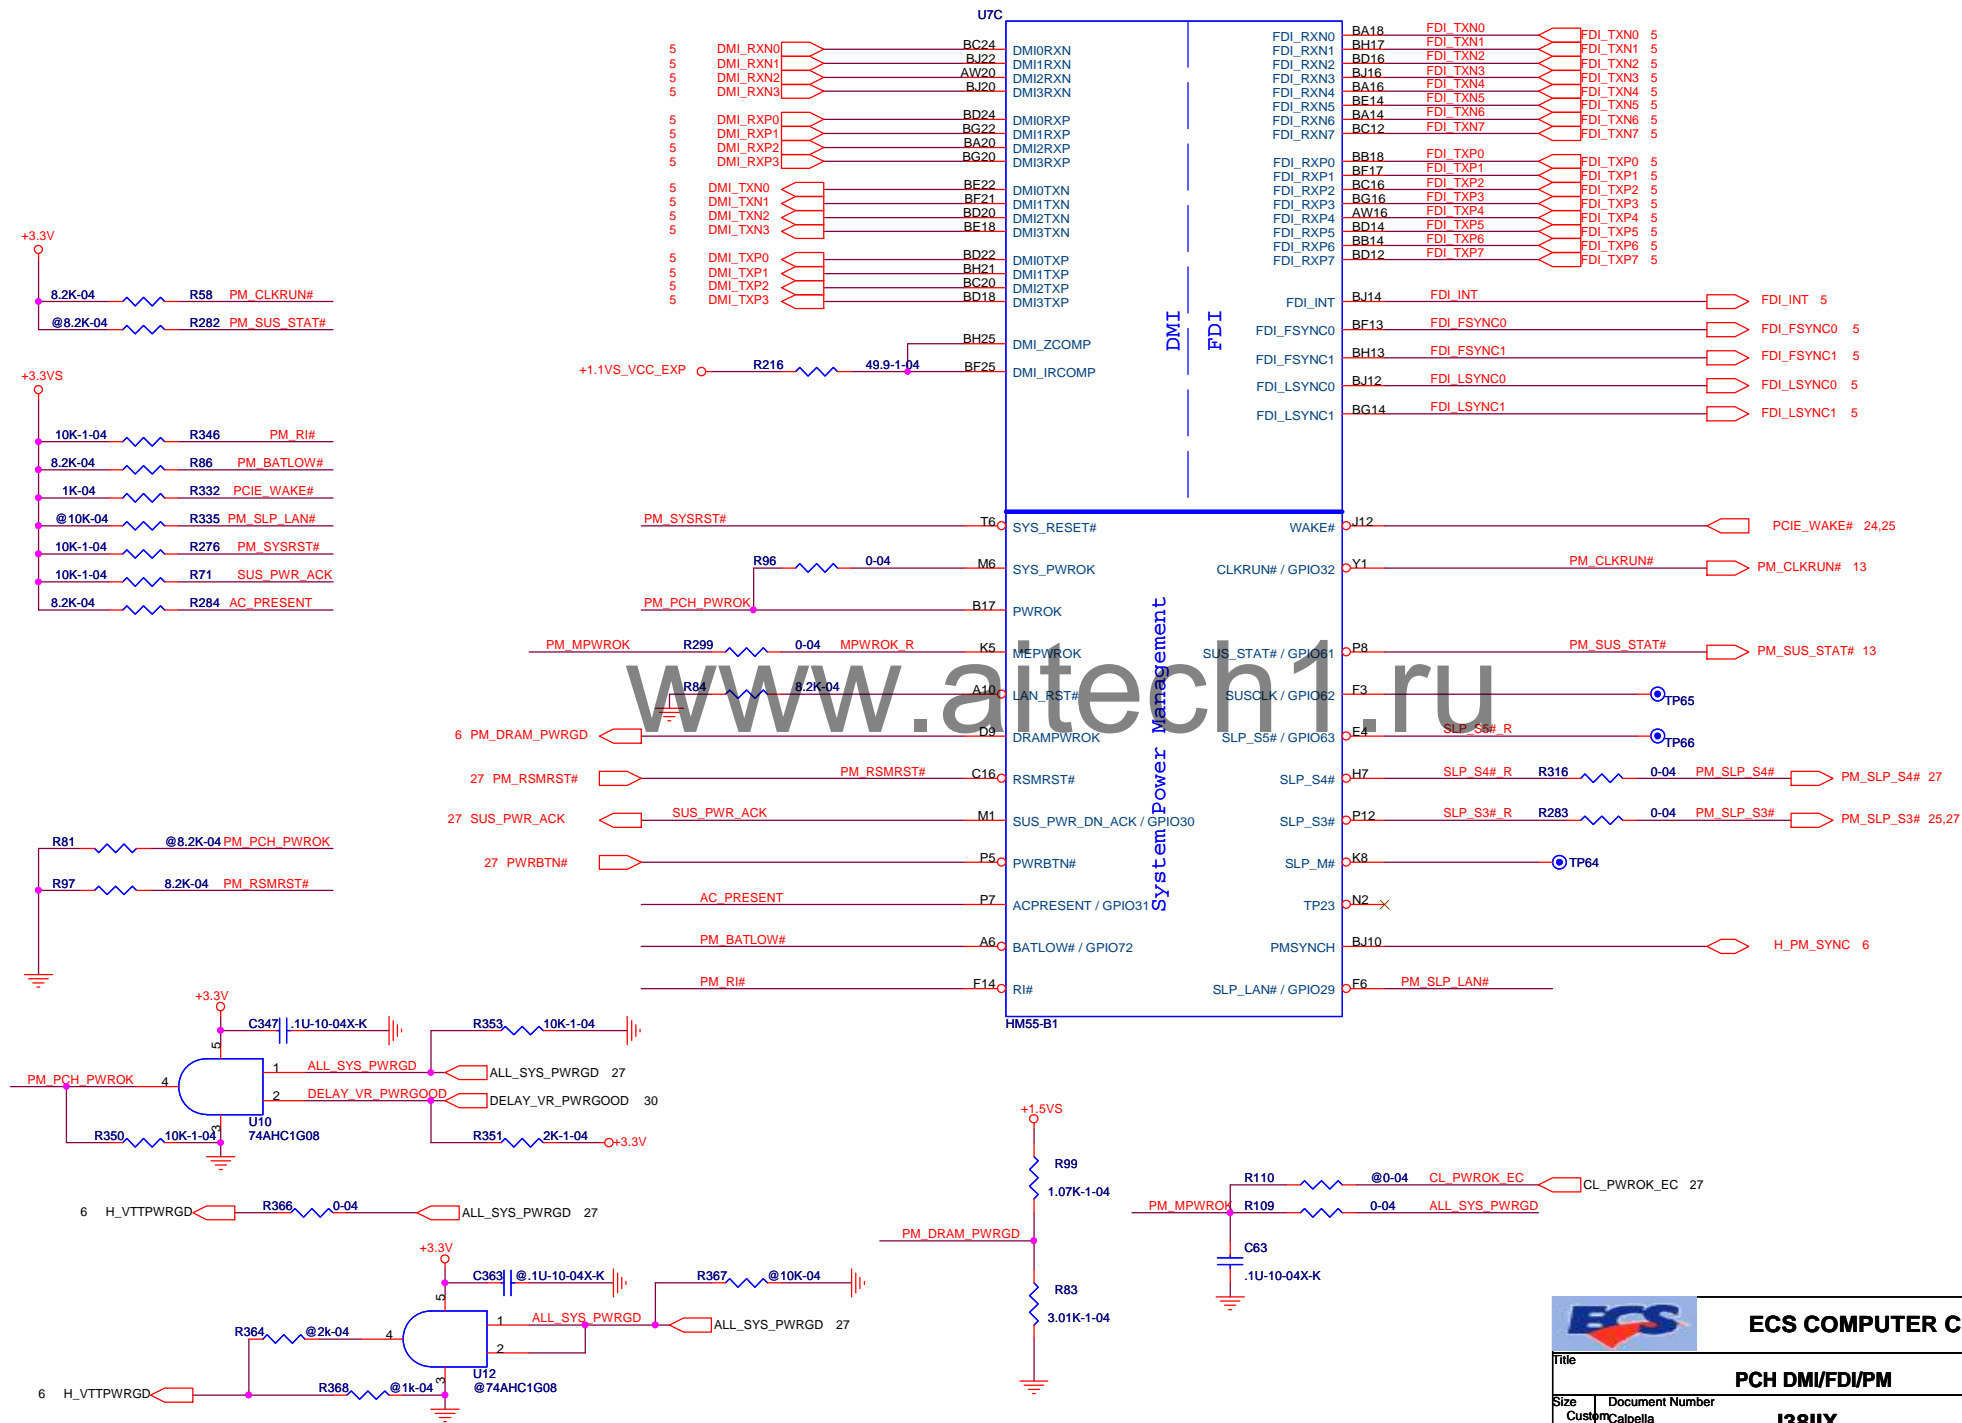 U7C
5 DMI_RXN0 BC24 DMI0RXN
5 DMI_RXN1 BJ22 DMI1RXN
5 DMI_RXN2 AW20 DMI2RXN
5 DMI_RXN3 BJ20 DMI3RXN
5 DMI_RXP0 BD24 DMI0RXP
5 DMI_RXP1 BG22 DMI1RXP
5 DMI_RXP2 BA20 DMI2RXP
5 DMI_RXP3 BG20 DMI3RXP
5 DMI_TXN0 BE22 DMI0TXN
5 DMI_TXN1 BF21 DMI1TXN
5 DMI_TXN2 BD20 DMI2TXN
5 DMI_TXN3 BE18 DMI3TXN
5 DMI_TXP0 BD22 DMI0TXP
5 DMI_TXP1 BH21 DMI1TXP
5 DMI_TXP2 BC20 DMI2TXP
5 DMI_TXP3 BD18 DMI3TXP
BH25 DMI_ZCOMP
+1.1VS_VCC_EXP R216 49.9-1-04 BF25 DMI_IRCOMP
DMI
FDI
FDI_RXN0 BA18 FDI_TXN0 FDI_TXN0 5
FDI_RXN1 BH17 FDI_TXN1 FDI_TXN1 5
FDI_RXN2 BD16 FDI_TXN2 FDI_TXN2 5
FDI_RXN3 BJ16 FDI_TXN3 FDI_TXN3 5
FDI_RXN4 BA16 FDI_TXN4 FDI_TXN4 5
FDI_RXN5 BE14 FDI_TXN5 FDI_TXN5 5
FDI_RXN6 BA14 FDI_TXN6 FDI_TXN6 5
FDI_RXN7 BC12 FDI_TXN7 FDI_TXN7 5
FDI_RXP0 BB18 FDI_TXP0 FDI_TXP0 5
FDI_RXP1 BF17 FDI_TXP1 FDI_TXP1 5
FDI_RXP2 BC16 FDI_TXP2 FDI_TXP2 5
FDI_RXP3 BG16 FDI_TXP3 FDI_TXP3 5
FDI_RXP4 AW16 FDI_TXP4 FDI_TXP4 5
FDI_RXP5 BD14 FDI_TXP5 FDI_TXP5 5
FDI_RXP6 BB14 FDI_TXP6 FDI_TXP6 5
FDI_RXP7 BD12 FDI_TXP7 FDI_TXP7 5
FDI_INT BJ14 FDI_INT FDI_INT 5
FDI_FSYNC0 BF13 FDI_FSYNC0 FDI_FSYNC0 5
FDI_FSYNC1 BH13 FDI_FSYNC1 FDI_FSYNC1 5
FDI_LSYNC0 BJ12 FDI_LSYNC0 FDI_LSYNC0 5
FDI_LSYNC1 BG14 FDI_LSYNC1 FDI_LSYNC1 5
+3.3V
8.2K-04 R58 PM_CLKRUN#
@8.2K-04 R282 PM_SUS_STAT#
+3.3VS
10K-1-04 R346 PM_RI#
8.2K-04 R86 PM_BATLOW#
1K-04 R332 PCIE_WAKE#
@10K-04 R335 PM_SLP_LAN#
10K-1-04 R276 PM_SYSRST#
10K-1-04 R71 SUS_PWR_ACK
8.2K-04 R284 AC_PRESENT
R81 @8.2K-04 PM_PCH_PWROK
R97 8.2K-04 PM_RSMRST#
PM_SYSRST# T6 SYS_RESET#
R96 0-04 M6 SYS_PWROK
PM_PCH_PWROK B17 PWROK
PM_MPWROK R299 0-04 MPWROK_R K5 MEPWROK
R84 8.2K-04 A10 LAN_RST#
6 PM_DRAM_PWRGD D9 DRAMPWROK
27 PM_RSMRST# PM_RSMRST# C16 RSMRST#
27 SUS_PWR_ACK SUS_PWR_ACK M1 SUS_PWR_DN_ACK / GPIO30
27 PWRBTN# P5 PWRBTN#
AC_PRESENT P7 ACPRESENT / GPIO31
PM_BATLOW# A6 BATLOW# / GPIO72
PM_RI# F14 RI#
System Power Management
WAKE# J12 PCIE_WAKE# 24,25
CLKRUN# / GPIO32 Y1 PM_CLKRUN# PM_CLKRUN# 13
SUS_STAT# / GPIO61 P8 PM_SUS_STAT# PM_SUS_STAT# 13
SUSCLK / GPIO62 F3 TP65
SLP_S5# / GPIO63 E4 SLP_S5#_R TP66
SLP_S4# H7 SLP_S4#_R R316 0-04 PM_SLP_S4# PM_SLP_S4# 27
SLP_S3# P12 SLP_S3#_R R283 0-04 PM_SLP_S3# PM_SLP_S3# 25,27
SLP_M# K8 TP64
TP23 N2
PMSYNCH BJ10 H_PM_SYNC 6
SLP_LAN# / GPIO29 F6 PM_SLP_LAN#
HM55-B1
www.aitech1.ru
+3.3V
C347 .1U-10-04X-K R353 10K-1-04
5
1 ALL_SYS_PWRGD ALL_SYS_PWRGD 27
PM_PCH_PWROK 4
2 DELAY_VR_PWRGOOD DELAY_VR_PWRGOOD 30
3 U10
74AHC1G08
R350 10K-1-04 R351 2K-1-04 +3.3V
6 H_VTTPWRGD R366 0-04 ALL_SYS_PWRGD 27
+3.3V
C363 @.1U-10-04X-K R367 @10K-04
5
1 ALL_SYS_PWRGD ALL_SYS_PWRGD 27
R364 @2k-04 4
2
3 U12
@74AHC1G08
6 H_VTTPWRGD R368 @1k-04
+1.5VS
R99
1.07K-1-04
PM_DRAM_PWRGD
R83
3.01K-1-04
R110 @0-04 CL_PWROK_EC CL_PWROK_EC 27
PM_MPWROK R109 0-04 ALL_SYS_PWRGD
C63
.1U-10-04X-K
ECS
ECS COMPUTER C
Title
PCH DMI/FDI/PM
Size Document Number
Custom Calpella